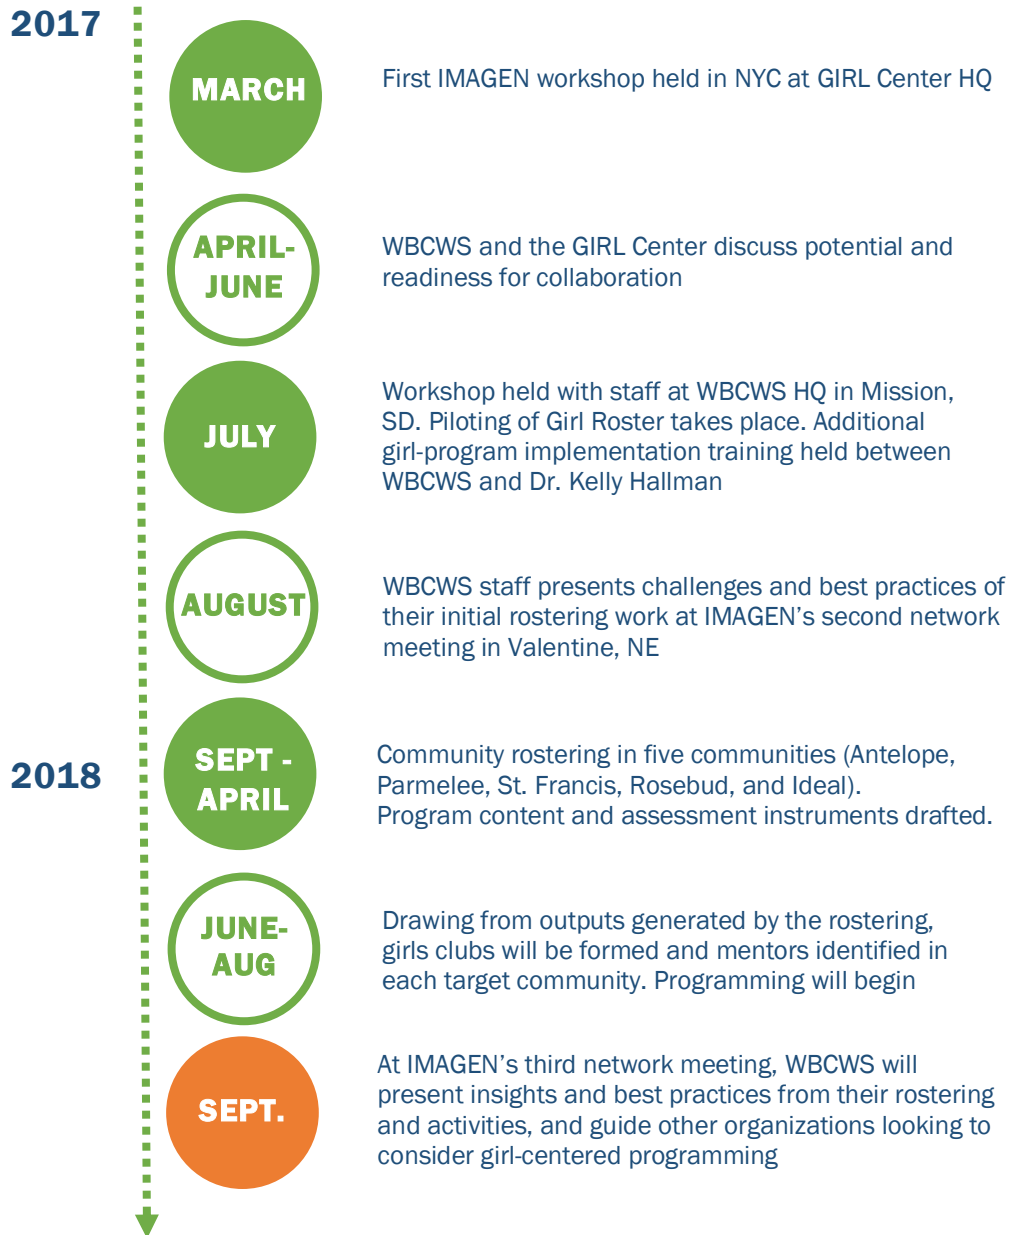 2017
MARCH
First IMAGEN workshop held in NYC at GIRL Center HQ
APRIL-
JUNE
WBCWS and the GIRL Center discuss potential and
readiness for collaboration
JULY
Workshop held with staff at WBCWS HQ in Mission,
SD. Piloting of Girl Roster takes place. Additional
girl-program implementation training held between
WBCWS and Dr. Kelly Hallman
AUGUST
WBCWS staff presents challenges and best practices of
their initial rostering work at IMAGEN’s second network
meeting in Valentine, NE
2018
SEPT -
APRIL
Community rostering in five communities (Antelope,
Parmelee, St. Francis, Rosebud, and Ideal).
Program content and assessment instruments drafted.
JUNE-
AUG
Drawing from outputs generated by the rostering,
girls clubs will be formed and mentors identified in
each target community. Programming will begin
SEPT.
At IMAGEN’s third network meeting, WBCWS will
present insights and best practices from their rostering
and activities, and guide other organizations looking to
consider girl-centered programming